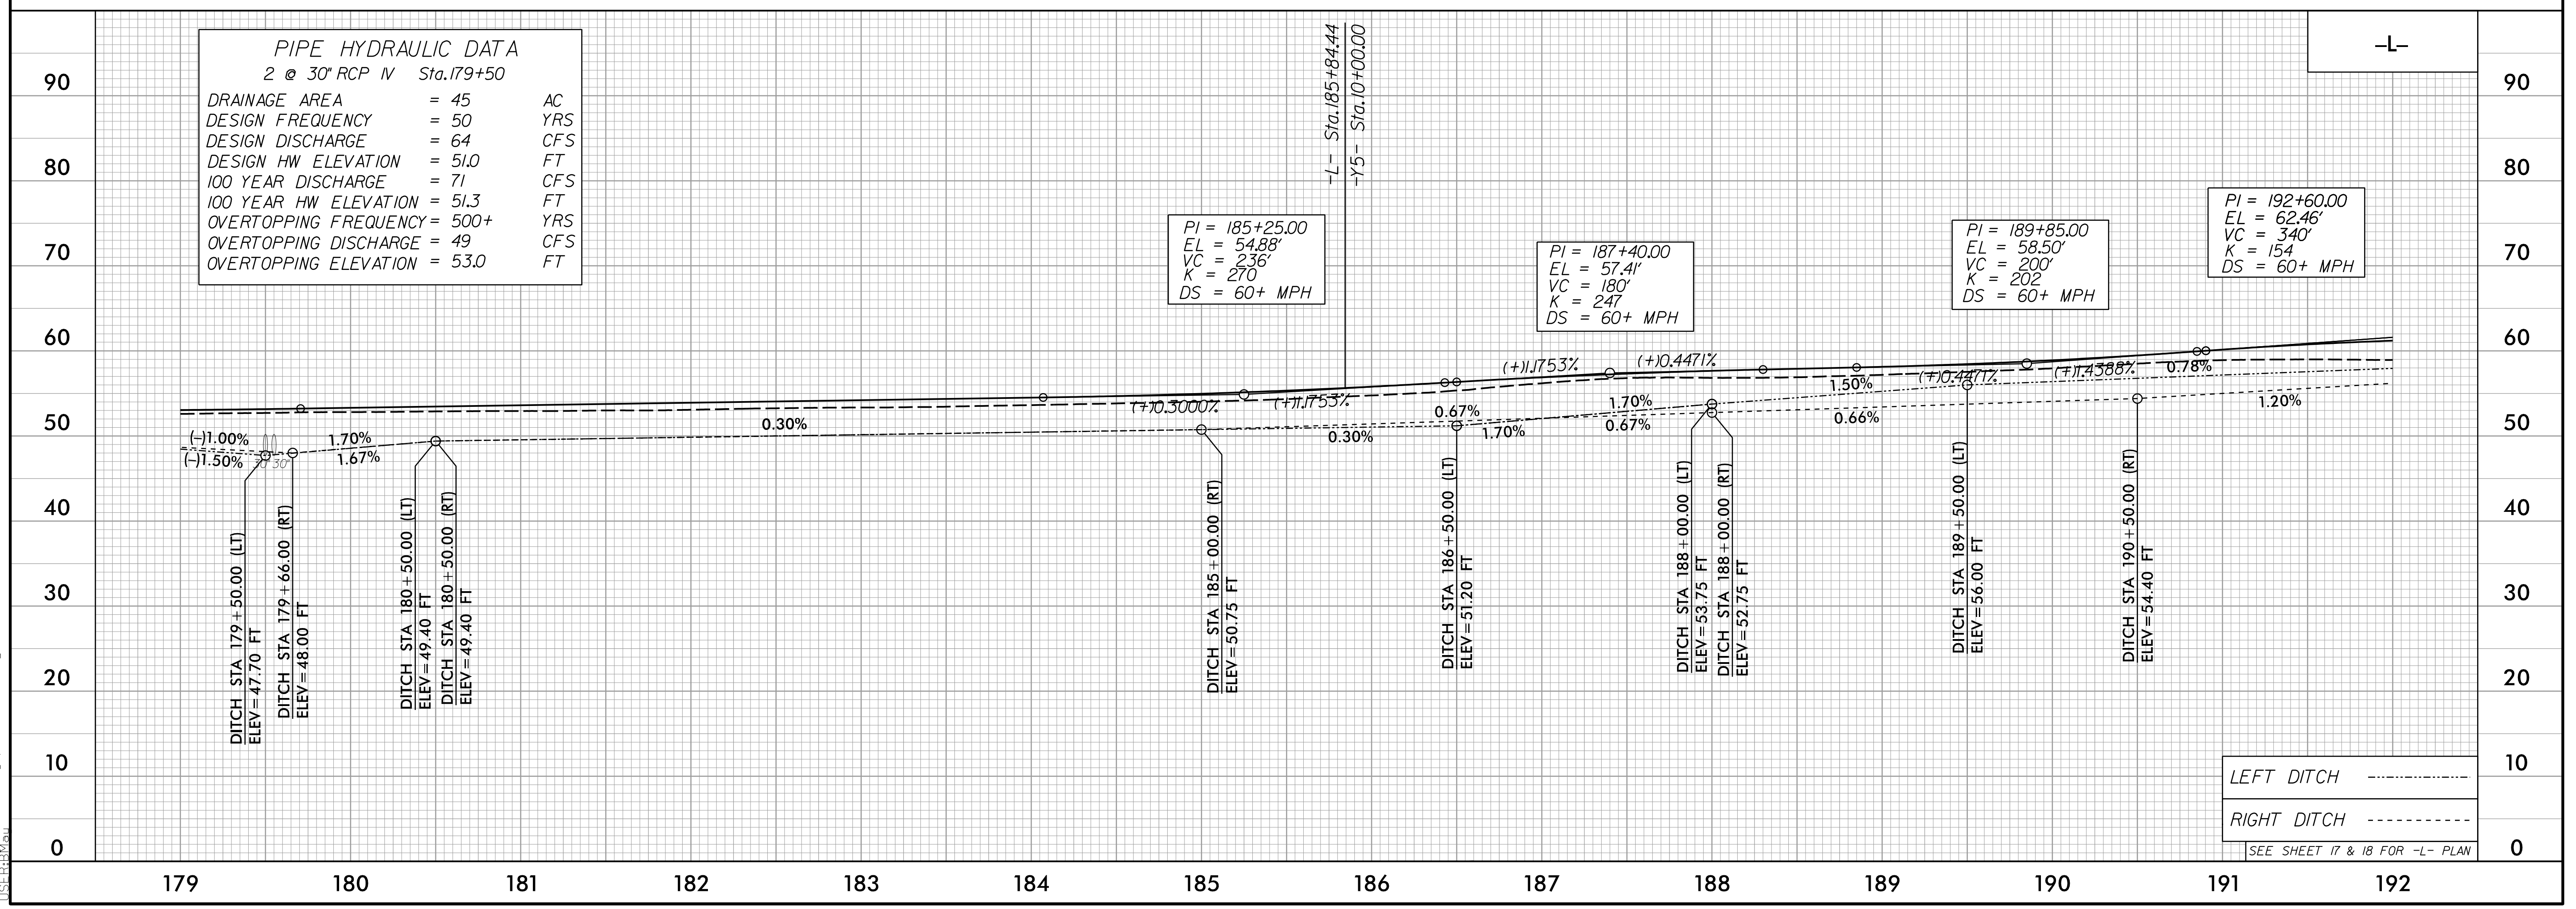 PIPE HYDRAULIC DATA
2 @ 30" RCP IV Sta.179+50
DRAINAGE AREA = 45 AC
DESIGN FREQUENCY = 50 YRS
DESIGN DISCHARGE = 64 CFS
DESIGN HW ELEVATION = 51.0 FT
100 YEAR DISCHARGE = 71 CFS
100 YEAR HW ELEVATION = 51.3 FT
OVERTOPPING FREQUENCY = 500+ YRS
OVERTOPPING DISCHARGE = 49 CFS
OVERTOPPING ELEVATION = 53.0 FT
-L- Sta.185+84.44
-Y5- Sta.10+00.00
-L-
90 90
80 80
70 70
60 60
50 50
40 40
30 30
20 20
10 10
0 0
PI = 185+25.00
EL = 54.88'
VC = 236'
K = 270
DS = 60+ MPH
PI = 187+40.00
EL = 57.41'
VC = 180'
K = 247
DS = 60+ MPH
PI = 189+85.00
EL = 58.50'
VC = 200'
K = 202
DS = 60+ MPH
PI = 192+60.00
EL = 62.46'
VC = 340'
K = 154
DS = 60+ MPH
(+)0.3000%
(+)1.1753%
(+)1.1753%
(+)0.4471%
(+)0.4471%
(+)1.4388%
(-)1.00%
(-)1.50%
30" 30"
1.70%
1.67%
0.30%
0.30%
0.67%
1.70%
1.70%
0.67%
1.50%
0.66%
0.78%
1.20%
DITCH STA 179+50.00 (LT)
ELEV=47.70 FT
DITCH STA 179+66.00 (RT)
ELEV=48.00 FT
DITCH STA 180+50.00 (LT)
ELEV=49.40 FT
DITCH STA 180+50.00 (RT)
ELEV=49.40 FT
DITCH STA 185+00.00 (RT)
ELEV=50.75 FT
DITCH STA 186+50.00 (LT)
ELEV=51.20 FT
DITCH STA 188+00.00 (LT)
ELEV=53.75 FT
DITCH STA 188+00.00 (RT)
ELEV=52.75 FT
DITCH STA 189+50.00 (LT)
ELEV=56.00 FT
DITCH STA 190+50.00 (RT)
ELEV=54.40 FT
LEFT DITCH
RIGHT DITCH
SEE SHEET 17 & 18 FOR -L- PLAN
179 180 181 182 183 184 185 186 187 188 189 190 191 192